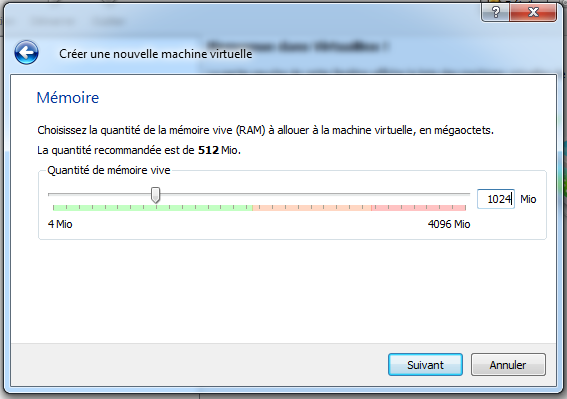 Créer une nouvelle machine virtuelle
Mémoire
Choisissez la quantité de la mémoire vive (RAM) à allouer à la machine virtuelle, en mégaoctets.
La quantité recommandée est de 512 Mio.
Quantité de mémoire vive
1024 Mio
4 Mio 4096 Mio
Suivant Annuler